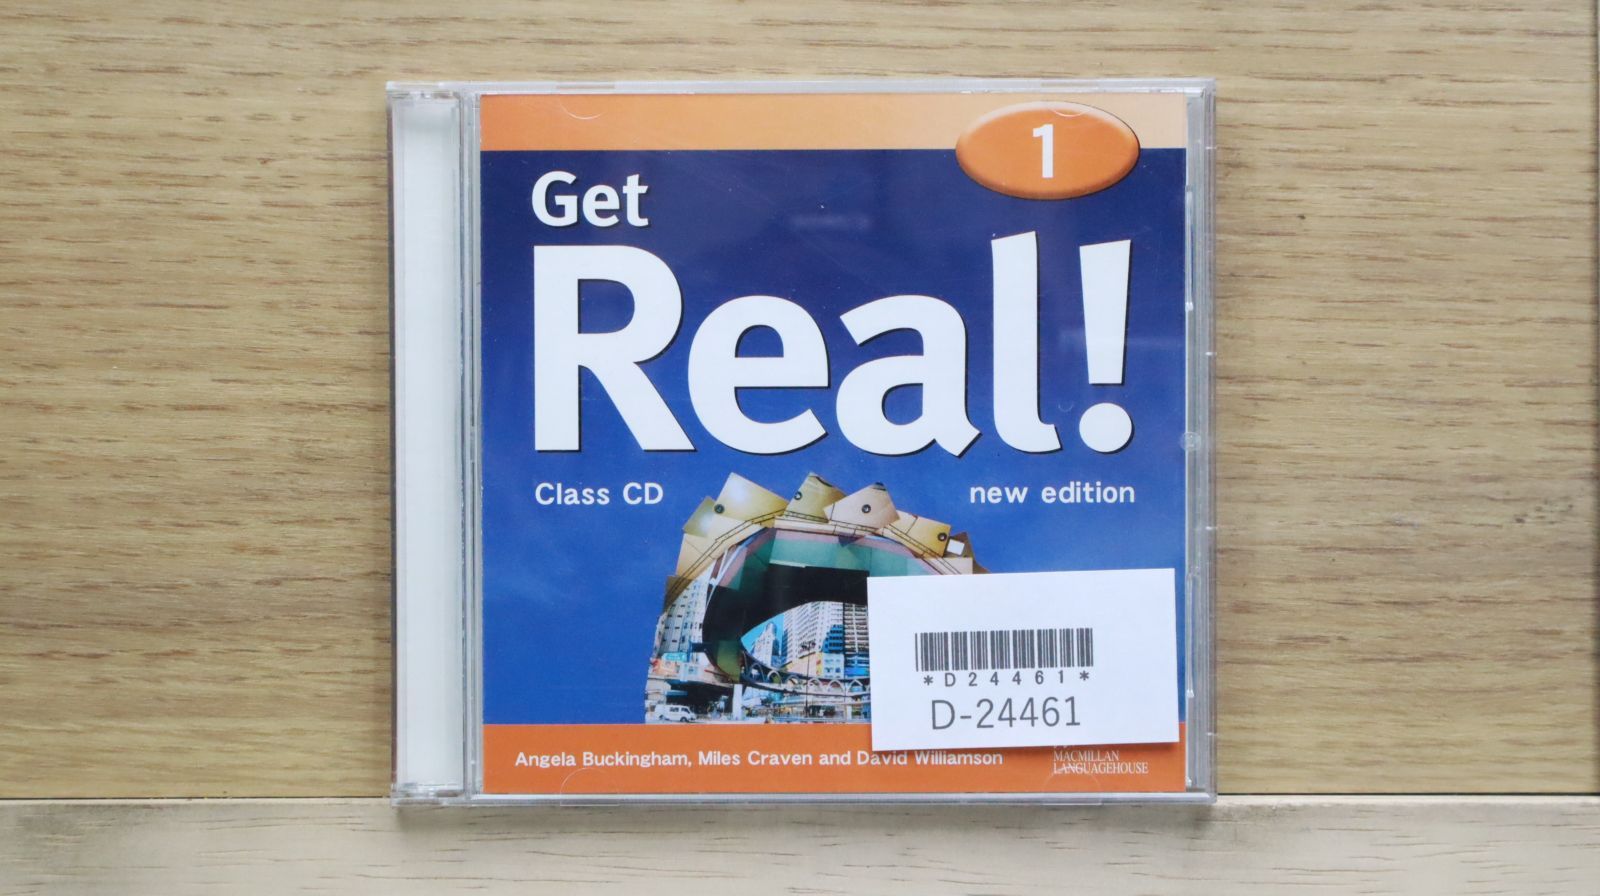 1
Get
Real!
Class CD
new edition
*D24461*
D-24461
Angela Buckingham, Miles Craven and David Williamson
MACMILLAN
LANGUAGEHOUSE